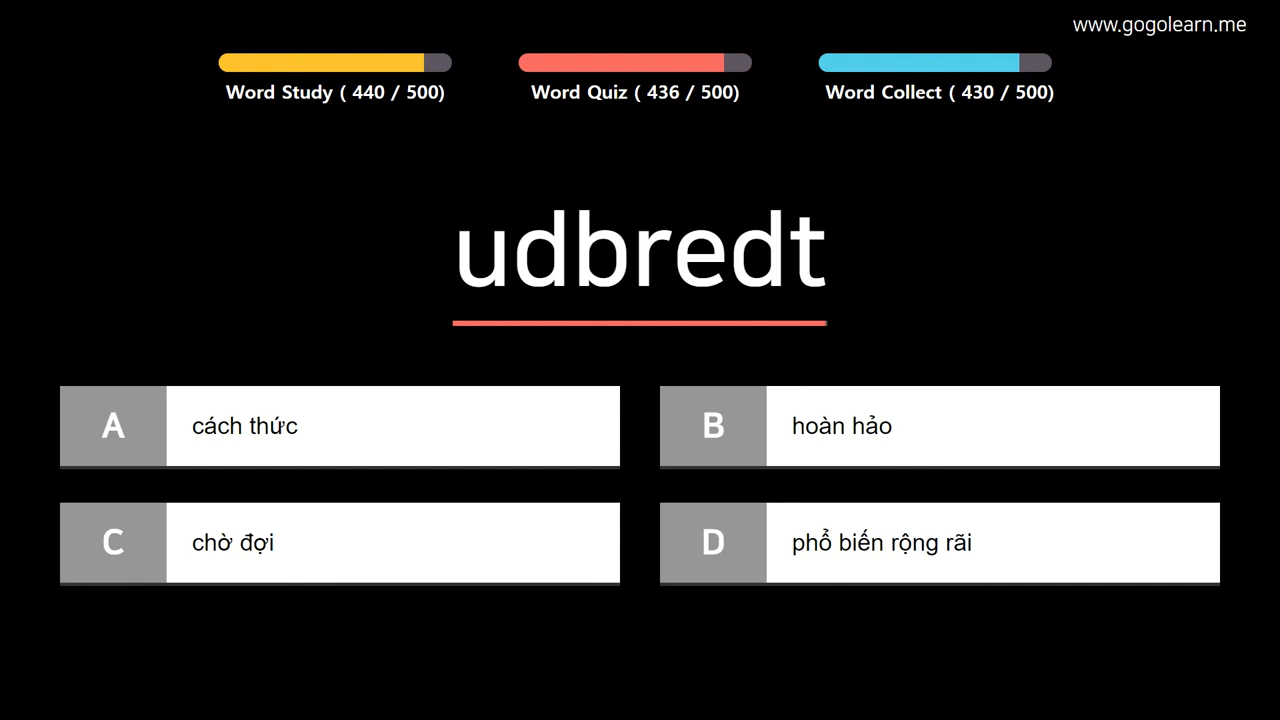 www.gogolearn.me
Word Study ( 440 / 500)
Word Quiz ( 436 / 500)
Word Collect ( 430 / 500)
udbredt
A cách thức
B hoàn hảo
C chờ đợi
D phổ biến rộng rãi